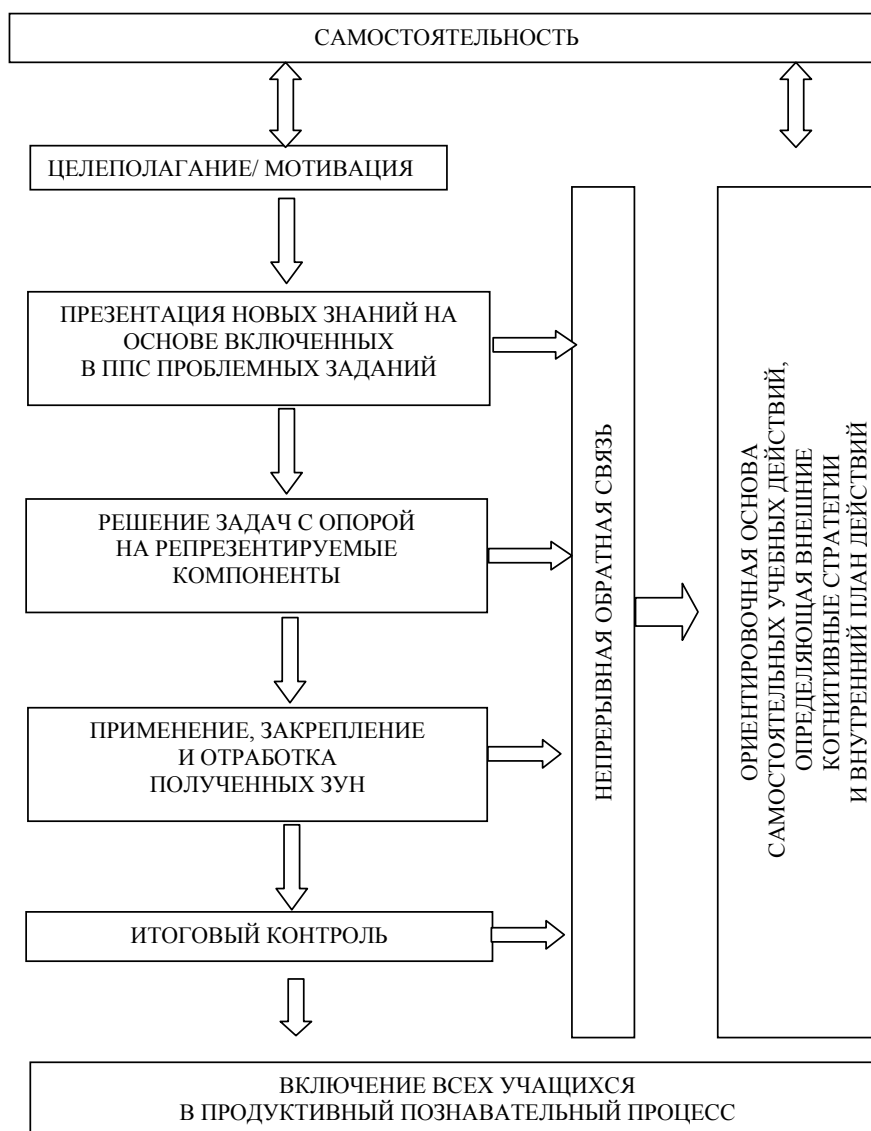 САМОСТОЯТЕЛЬНОСТЬ
ЦЕЛЕПОЛАГАНИЕ/ МОТИВАЦИЯ
ПРЕЗЕНТАЦИЯ НОВЫХ ЗНАНИЙ НА
ОСНОВЕ ВКЛЮЧЕННЫХ
В ППС ПРОБЛЕМНЫХ ЗАДАНИЙ
РЕШЕНИЕ ЗАДАЧ С ОПОРОЙ
НА РЕПРЕЗЕНТИРУЕМЫЕ
КОМПОНЕНТЫ
ПРИМЕНЕНИЕ, ЗАКРЕПЛЕНИЕ
И ОТРАБОТКА
ПОЛУЧЕННЫХ ЗУН
ИТОГОВЫЙ КОНТРОЛЬ
НЕПРЕРЫВНАЯ ОБРАТНАЯ СВЯЗЬ
ОРИЕНТИРОВОЧНАЯ ОСНОВА
САМОСТОЯТЕЛЬНЫХ УЧЕБНЫХ ДЕЙСТВИЙ,
ОПРЕДЕЛЯЮЩАЯ ВНЕШНИЕ
КОГНИТИВНЫЕ СТРАТЕГИИ
И ВНУТРЕННИЙ ПЛАН ДЕЙСТВИЙ
ВКЛЮЧЕНИЕ ВСЕХ УЧАЩИХСЯ
В ПРОДУКТИВНЫЙ ПОЗНАВАТЕЛЬНЫЙ ПРОЦЕСС